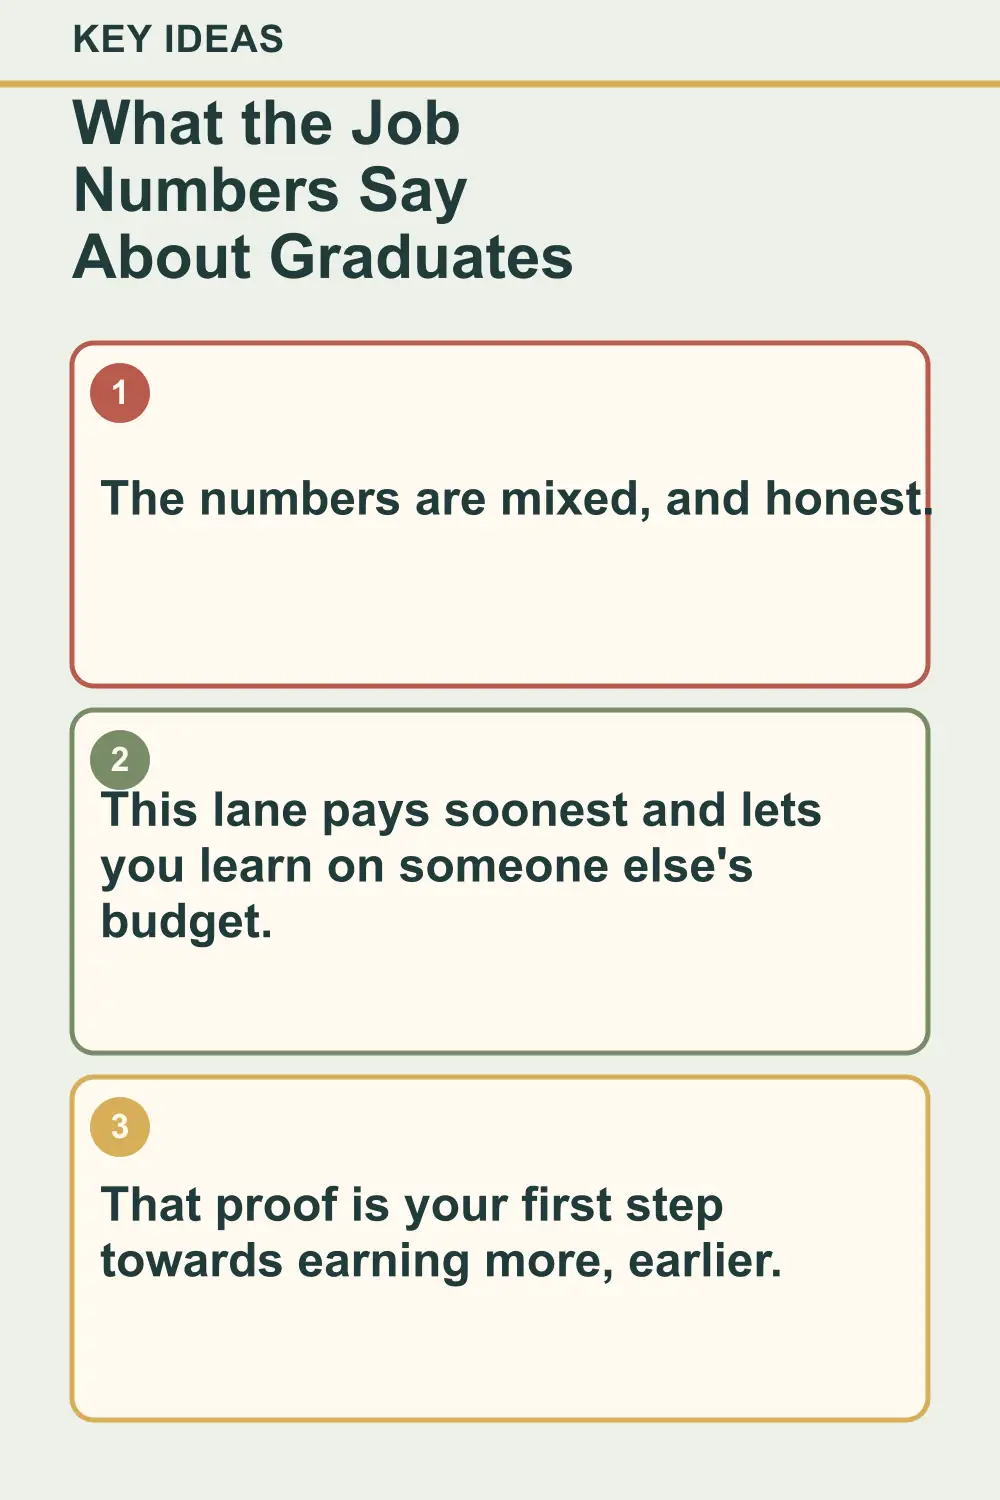 KEY IDEAS
What the Job
Numbers Say
About Graduates
1
The numbers are mixed, and honest.
2
This lane pays soonest and lets
you learn on someone else's
budget.
3
That proof is your first step
towards earning more, earlier.